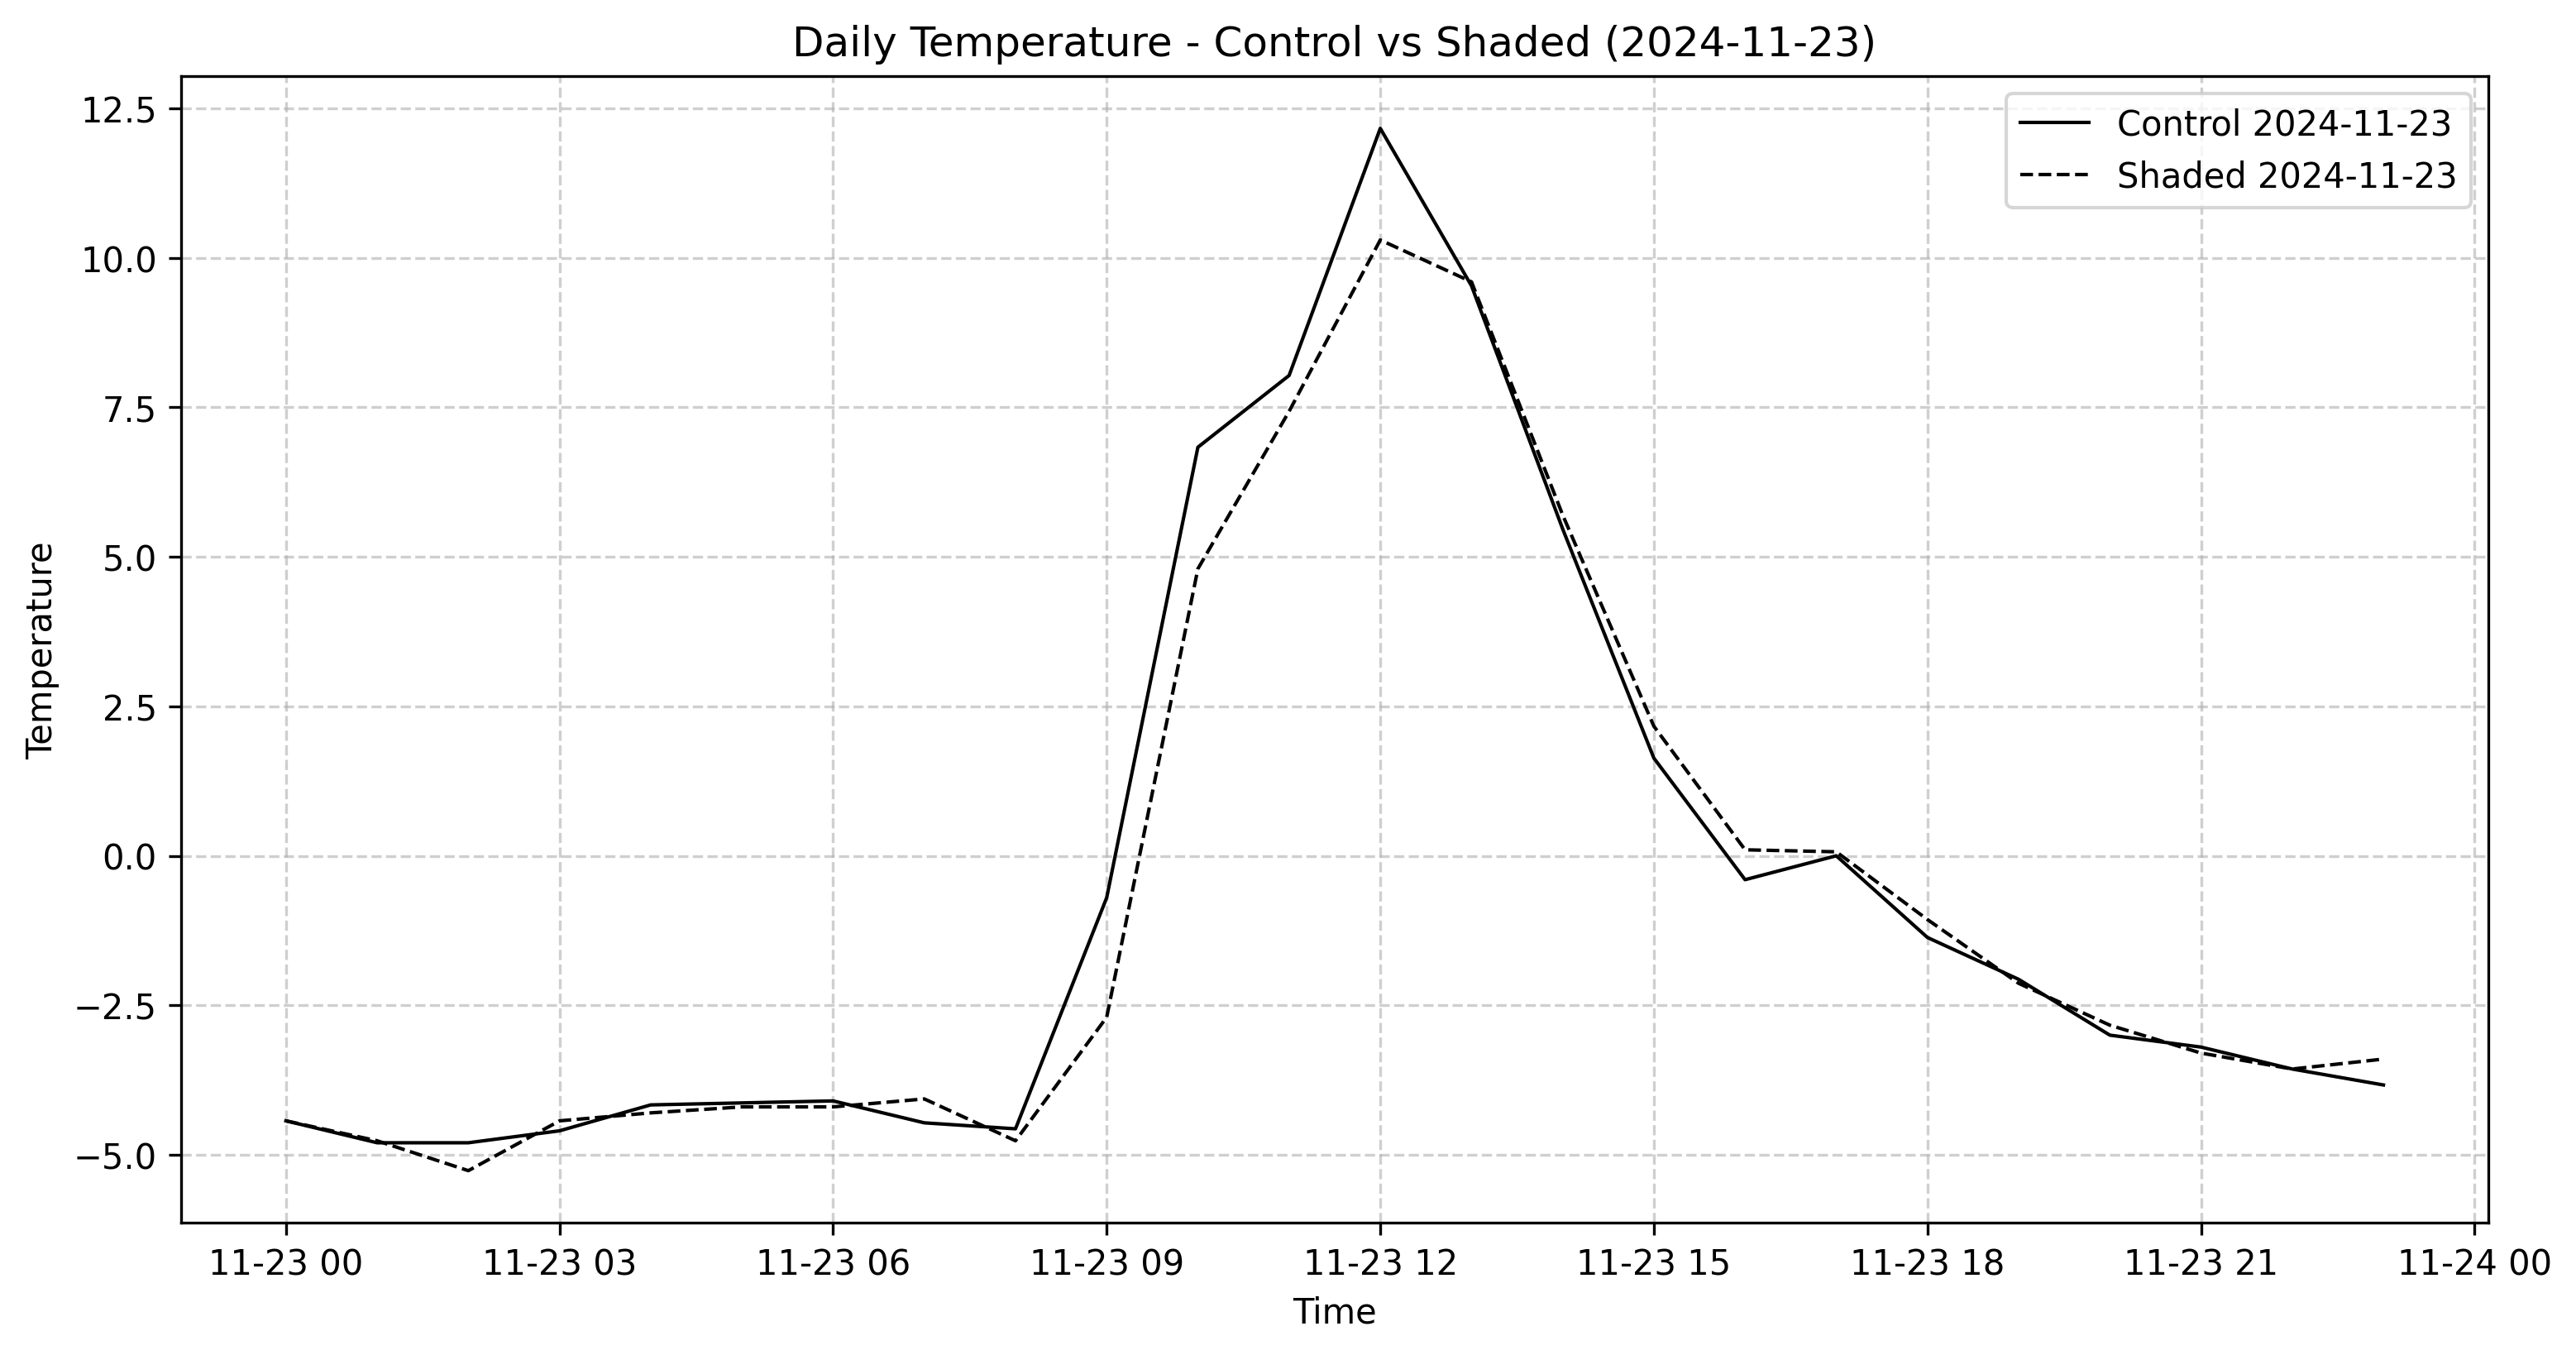 Daily Temperature - Control vs Shaded (2024-11-23)
Control 2024-11-23
Shaded 2024-11-23
12.5
10.0
7.5
5.0
2.5
0.0
−2.5
−5.0
Temperature
11-23 00 11-23 03 11-23 06 11-23 09 11-23 12 11-23 15 11-23 18 11-23 21 11-24 00
Time